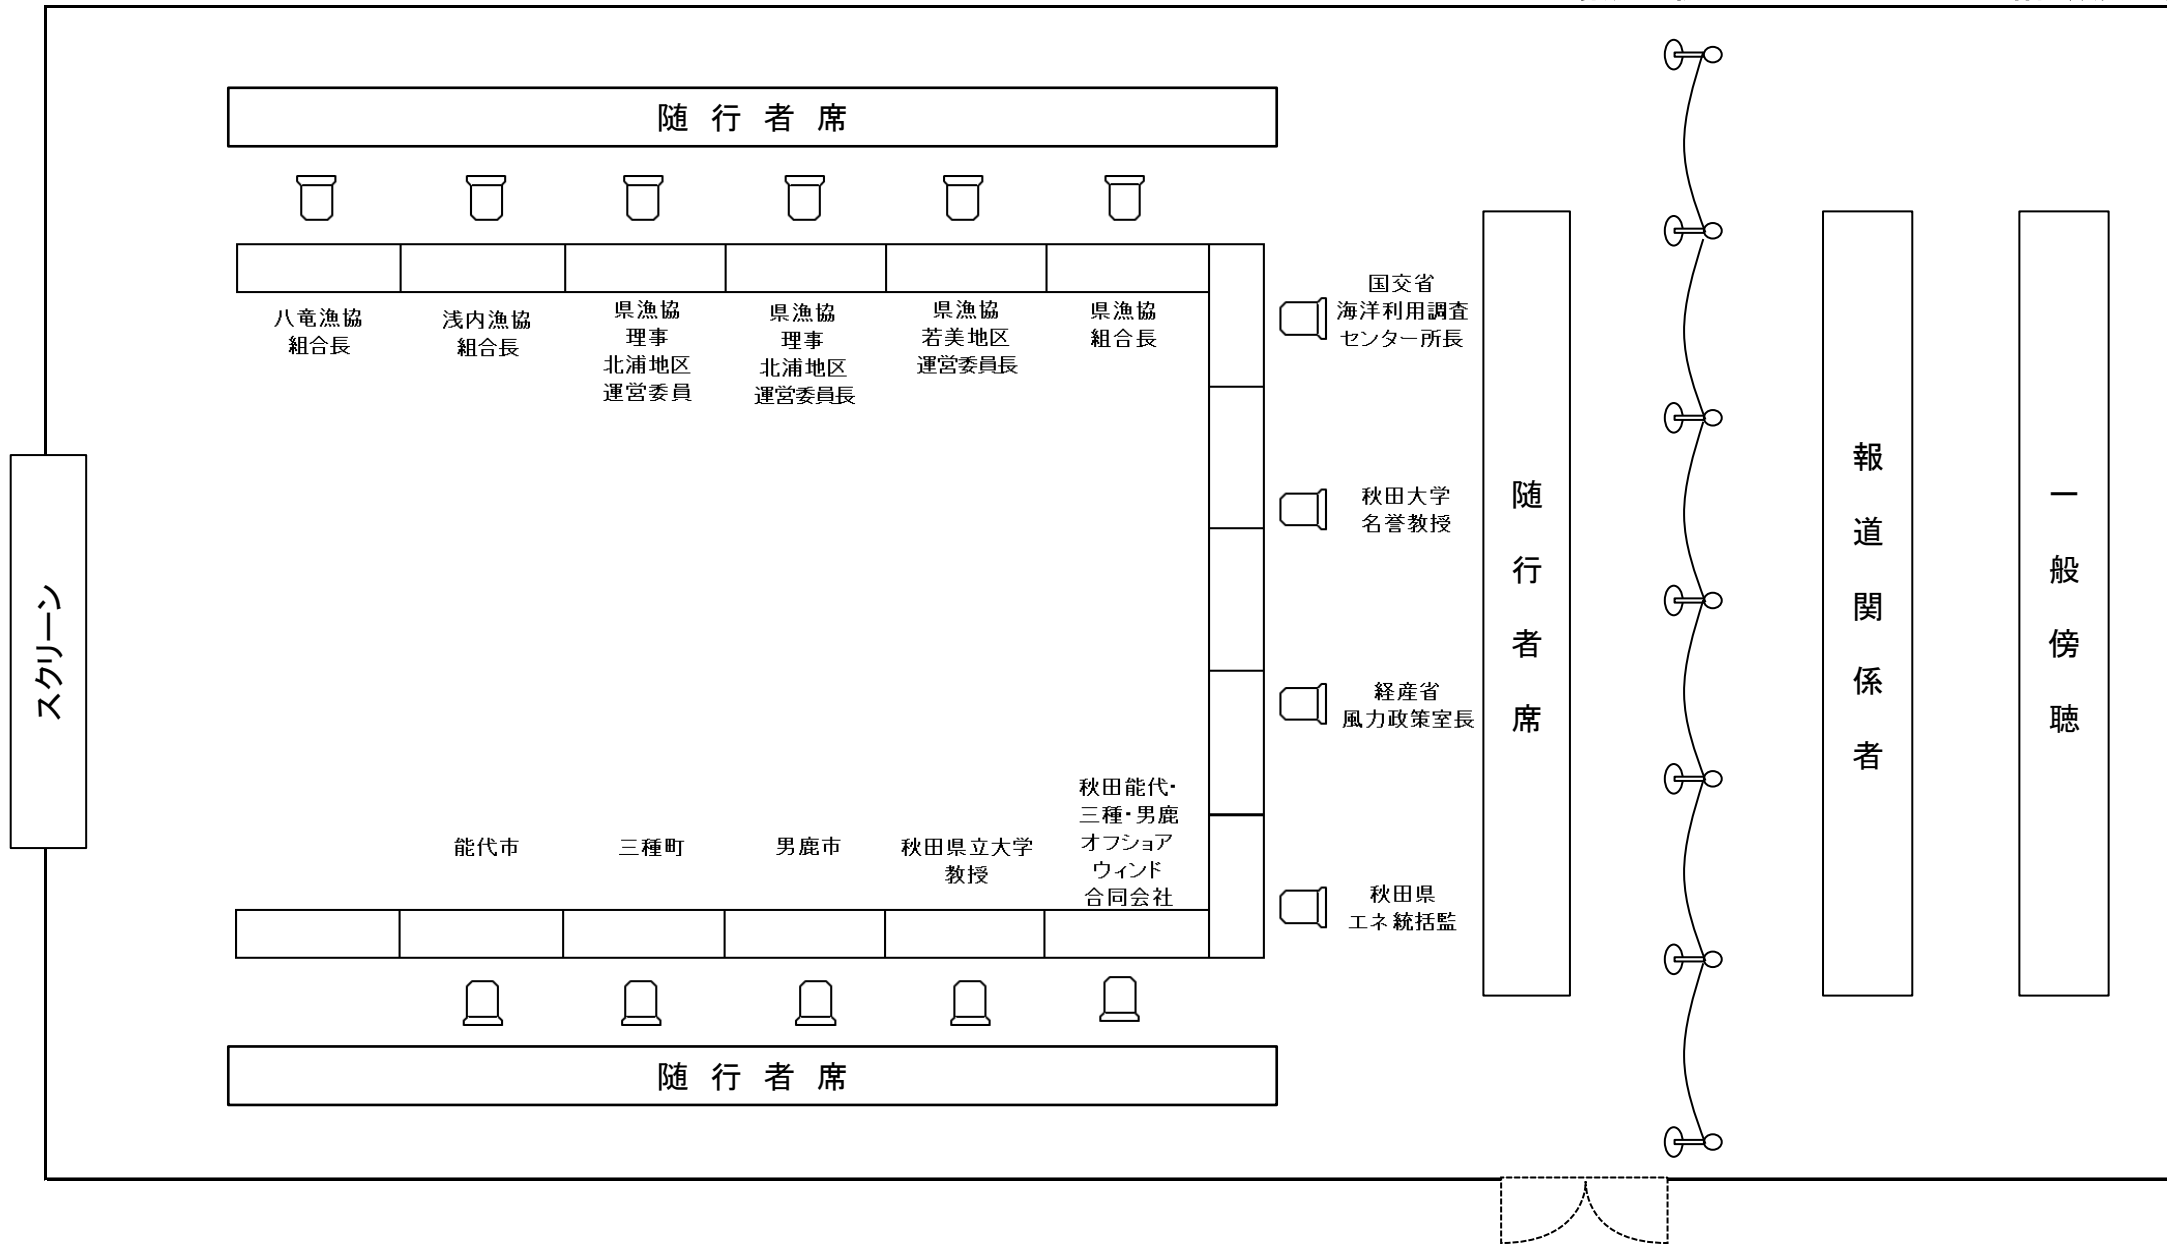 随行者席
八竜漁協
組合長
浅内漁協
組合長
県漁協
理事
北浦地区
運営委員
県漁協
理事
北浦地区
運営委員長
県漁協
若美地区
運営委員長
県漁協
組合長
国交省
海洋利用調査
センター所長
秋田大学
名誉教授
経産省
風力政策室長
秋田県
エネ統括監
随行者席
報道関係者
一般傍聴
スクリーン
能代市
三種町
男鹿市
秋田県立大学
教授
秋田能代・
三種・男鹿
オフショア
ウィンド
合同会社
随行者席